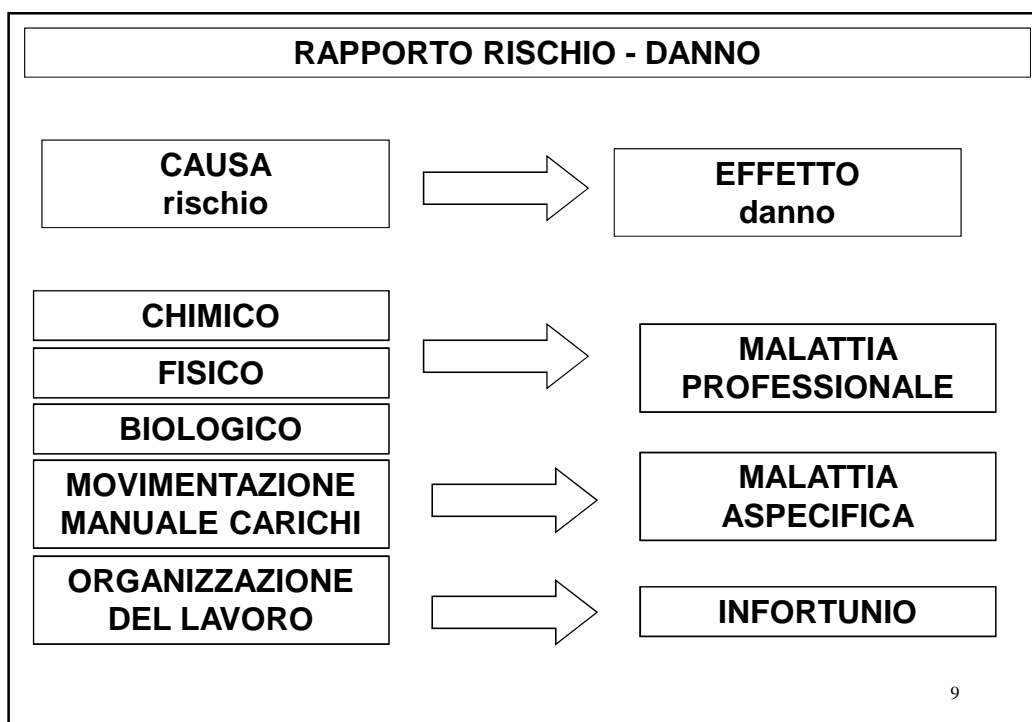 RAPPORTO RISCHIO - DANNO
CAUSA
rischio
EFFETTO
danno
CHIMICO
FISICO
BIOLOGICO
MOVIMENTAZIONE
MANUALE CARICHI
ORGANIZZAZIONE
DEL LAVORO
MALATTIA
PROFESSIONALE
MALATTIA
ASPECIFICA
INFORTUNIO
9